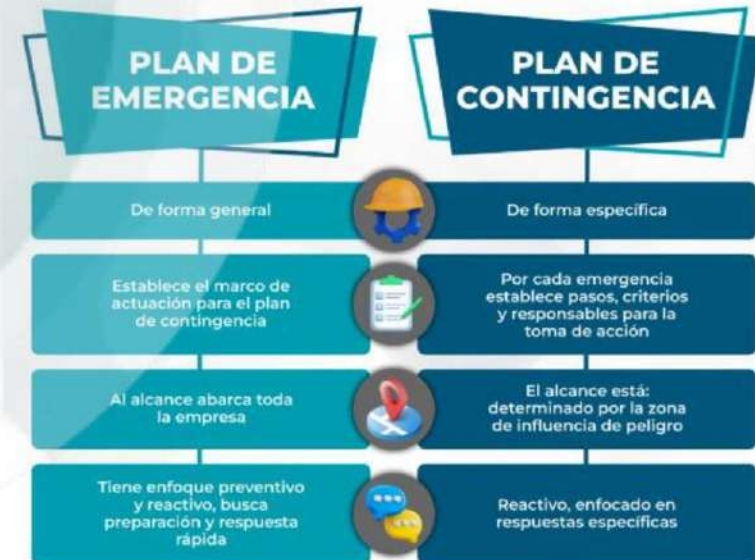 PLAN DE
EMERGENCIA
PLAN DE
CONTINGENCIA
De forma general
De forma específica
Establece el marco de
actuación para el plan
de contingencia
Por cada emergencia
establece pasos, criterios
y responsables para la
toma de acción
Al alcance abarca toda
la empresa
El alcance está:
determinado por la zona
de influencia de peligro
Tiene enfoque preventivo
y reactivo, busca
preparación y respuesta
rápida
Reactivo, enfocado en
respuestas específicas